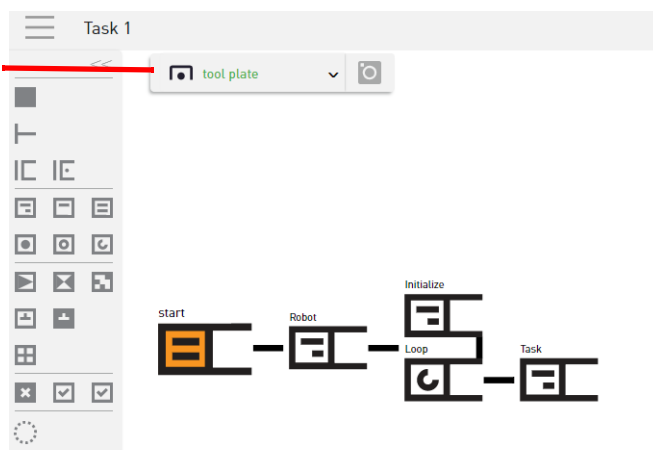 Task 1
<<
tool plate
Initialize
start
Robot
Loop
Task